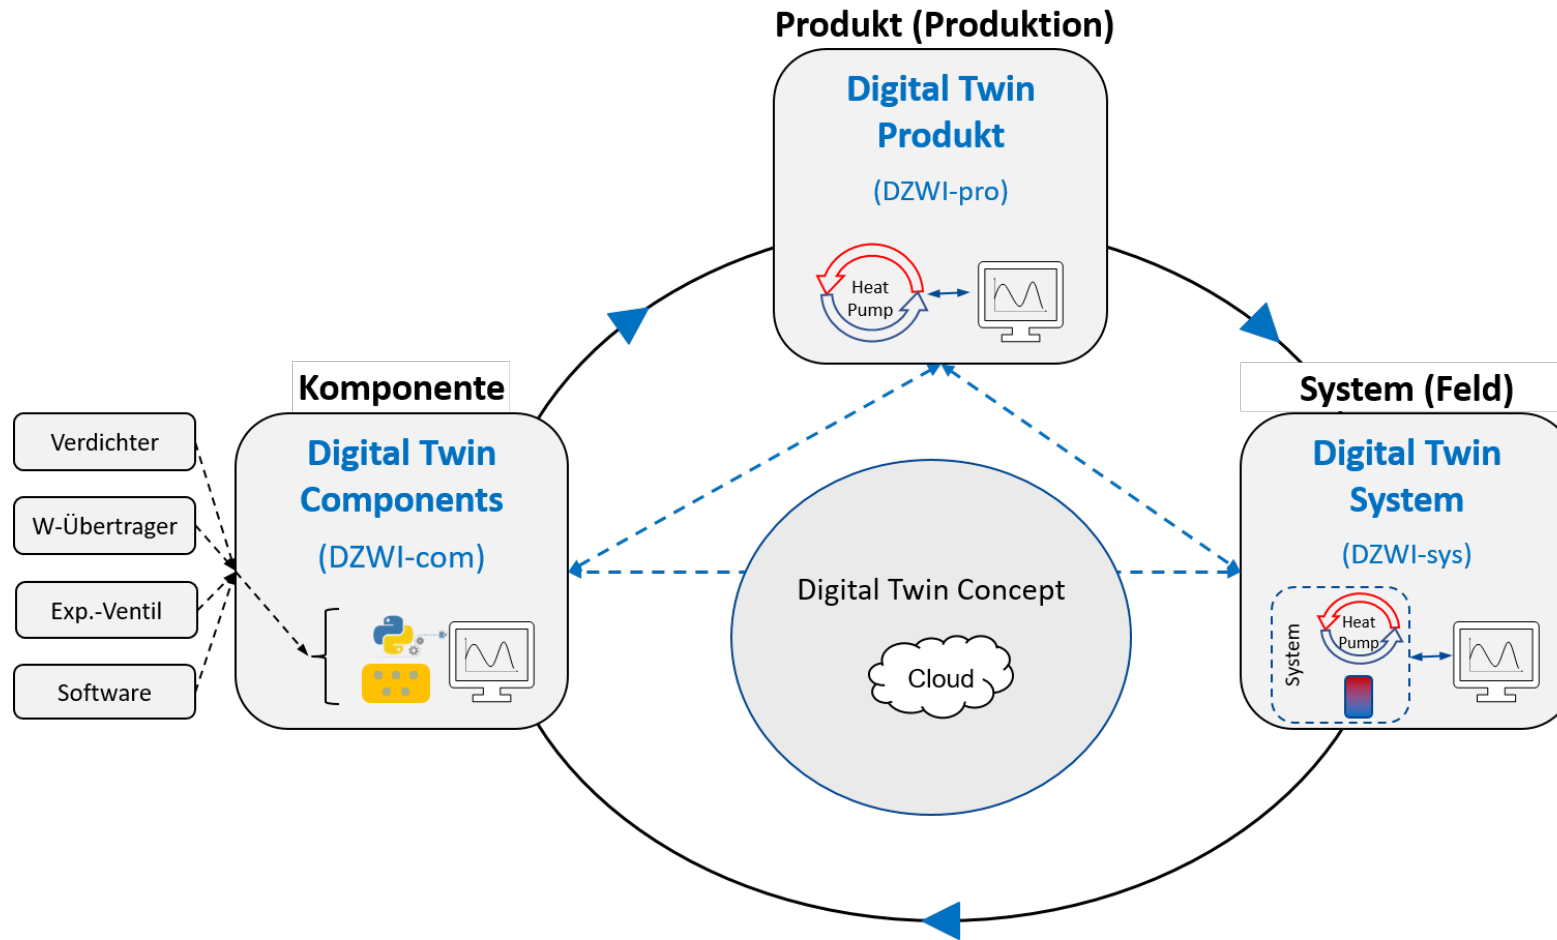 Produkt (Produktion)
Digital Twin
Produkt
(DZWI-pro)
Heat
Pump
Komponente
Digital Twin
Components
(DZWI-com)
Verdichter
W-Übertrager
Exp.-Ventil
Software
System (Feld)
Digital Twin
System
(DZWI-sys)
System
Heat
Pump
Digital Twin Concept
Cloud